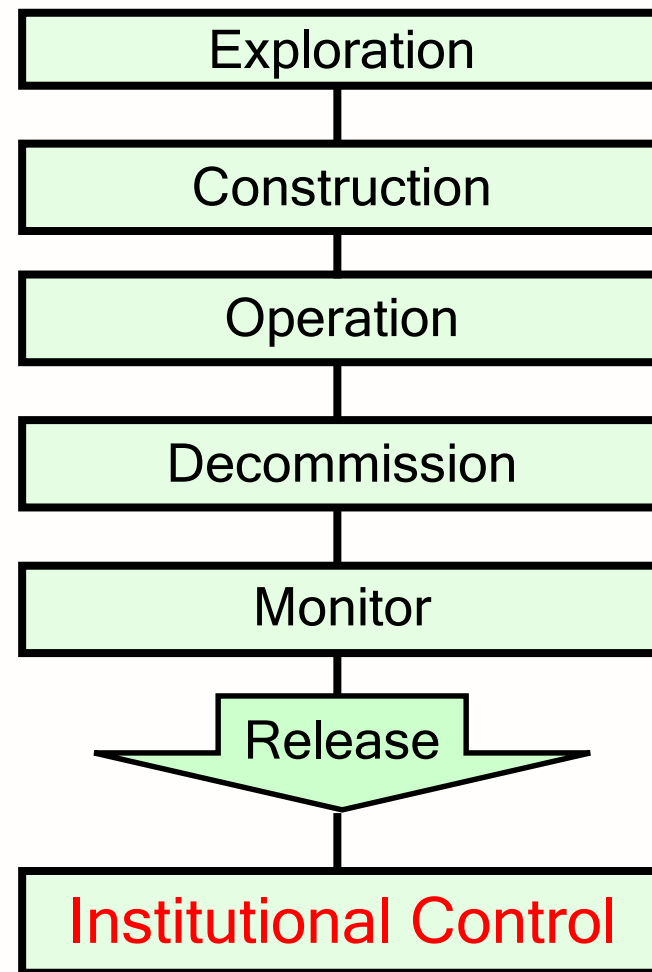 Exploration
Construction
Operation
Decommission
Monitor
Release
Institutional Control